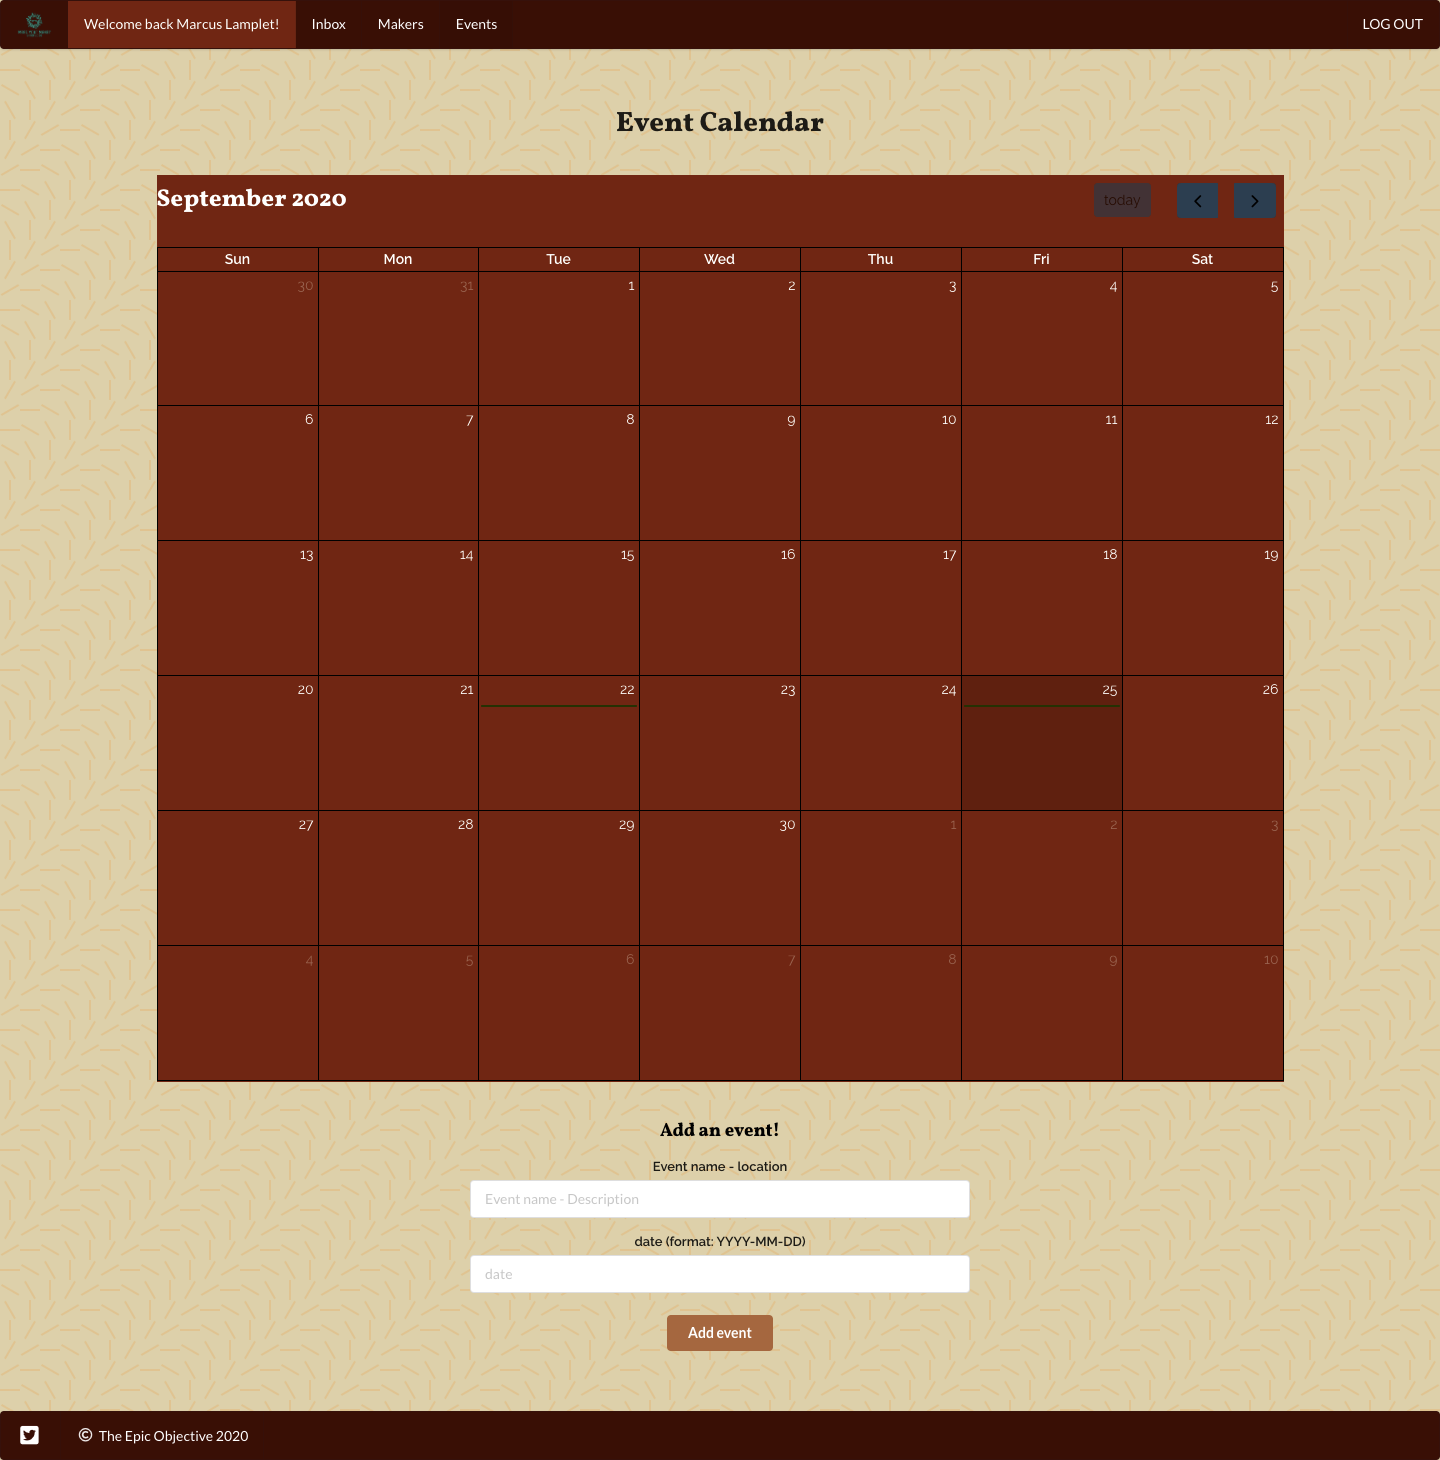 Welcome back Marcus Lamplet! Inbox Makers Events LOG OUT
Event Calendar
September 2020 today
Sun Mon Tue Wed Thu Fri Sat
30 31 1 2 3 4 5
6 7 8 9 10 11 12
13 14 15 16 17 18 19
20 21 22 23 24 25 26
27 28 29 30 1 2 3
4 5 6 7 8 9 10
Add an event!
Event name - location
Event name - Description
date (format: YYYY-MM-DD)
date
Add event
© The Epic Objective 2020